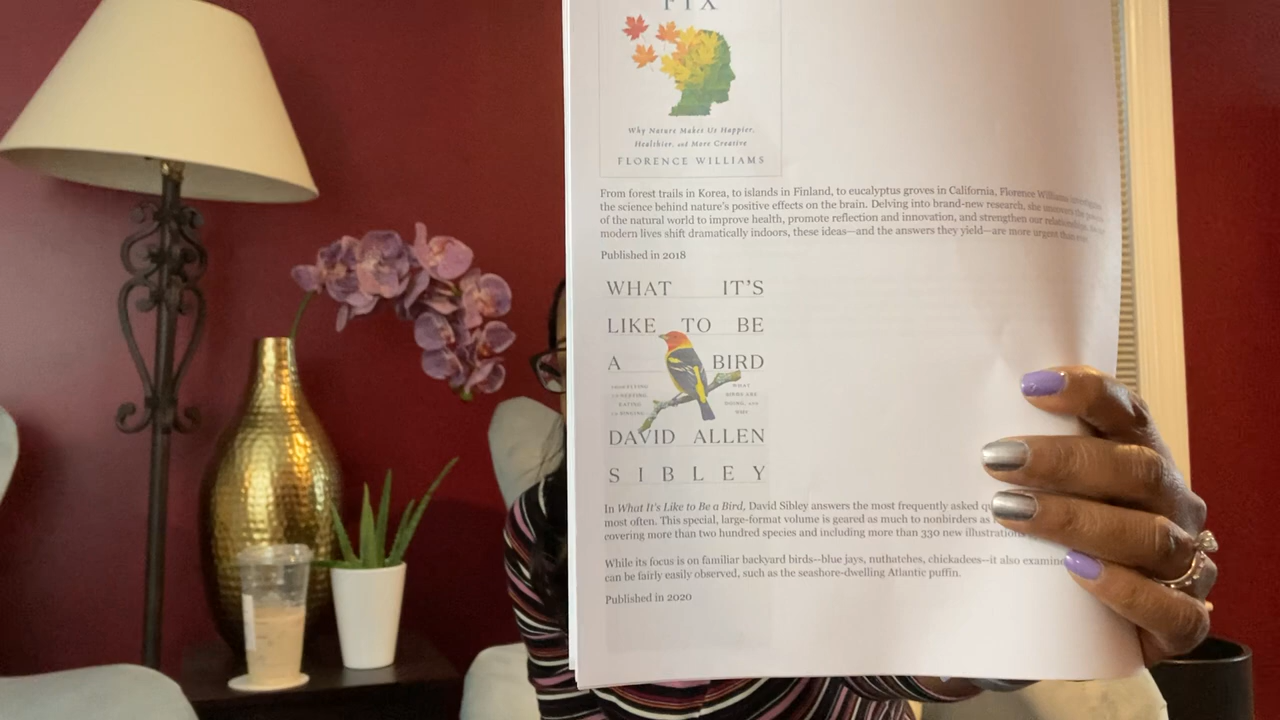 FIX
Why Nature Makes Us Happier,
Healthier, and More Creative
FLORENCE WILLIAMS
From forest trails in Korea, to islands in Finland, to eucalyptus groves in California, Florence Williams
the science behind nature's positive effects on the brain. Delving into brand-new research, she uncovers the
of the natural world to improve health, promote reflection and innovation, and strengthen our relationships.
modern lives shift dramatically indoors, these ideas—and the answers they yield—are more urgent than
Published in 2018
WHAT IT'S
LIKE TO BE
A BIRD
DAVID ALLEN
SIBLEY
In What It's Like to Be a Bird, David Sibley answers the most frequently asked
most often. This special, large-format volume is geared as much to nonbirders as
covering more than two hundred species and including more than 330 new illustrations
While its focus is on familiar backyard birds--blue jays, nuthatches, chickadees--it also
can be fairly easily observed, such as the seashore-dwelling Atlantic puffin.
Published in 2020